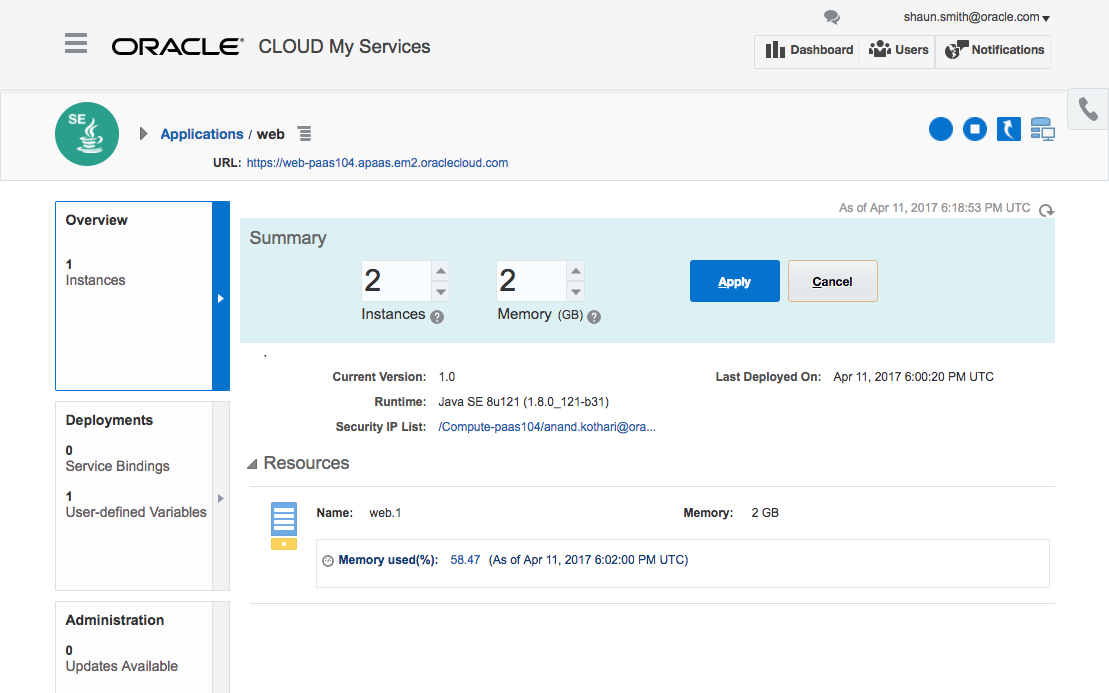 shaun.smith@oracle.com
ORACLE® CLOUD My Services
Dashboard Users Notifications
SE
Applications / web
URL: https://web-paas104.apaas.em2.oraclecloud.com
As of Apr 11, 2017 6:18:53 PM UTC
Overview
1
Instances
Summary
2 2 Apply Cancel
Instances ? Memory (GB) ?
`
Current Version: 1.0 Last Deployed On: Apr 11, 2017 6:00:20 PM UTC
Runtime: Java SE 8u121 (1.8.0_121-b31)
Security IP List: /Compute-paas104/anand.kothari@ora...
Deployments
0
Service Bindings
1
User-defined Variables
Resources
Name: web.1 Memory: 2 GB
Memory used(%): 58.47 (As of Apr 11, 2017 6:02:00 PM UTC)
Administration
0
Updates Available